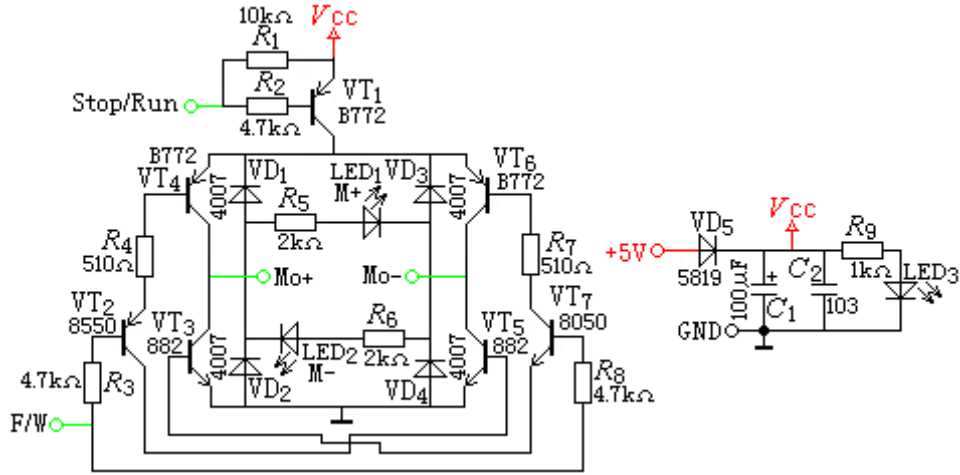 10kΩ
R1
VCC
R2
Stop/Run
4.7kΩ
VT1
B772
B772
VT4
4007
VD1
LED1
M+
VD3
4007
VT6
B772
R5
2kΩ
R4
510Ω
Mo+
Mo-
R7
510Ω
VT2
8550
VT3
882
4007
LED2
M-
R6
2kΩ
4007
VT5
882
VT7
8050
VD2
VD4
4.7kΩ
R3
R8
4.7kΩ
F/W
VCC
VD5
+5V
5819
R9
1kΩ
LED3
100μF
+
C1
C2
103
GND